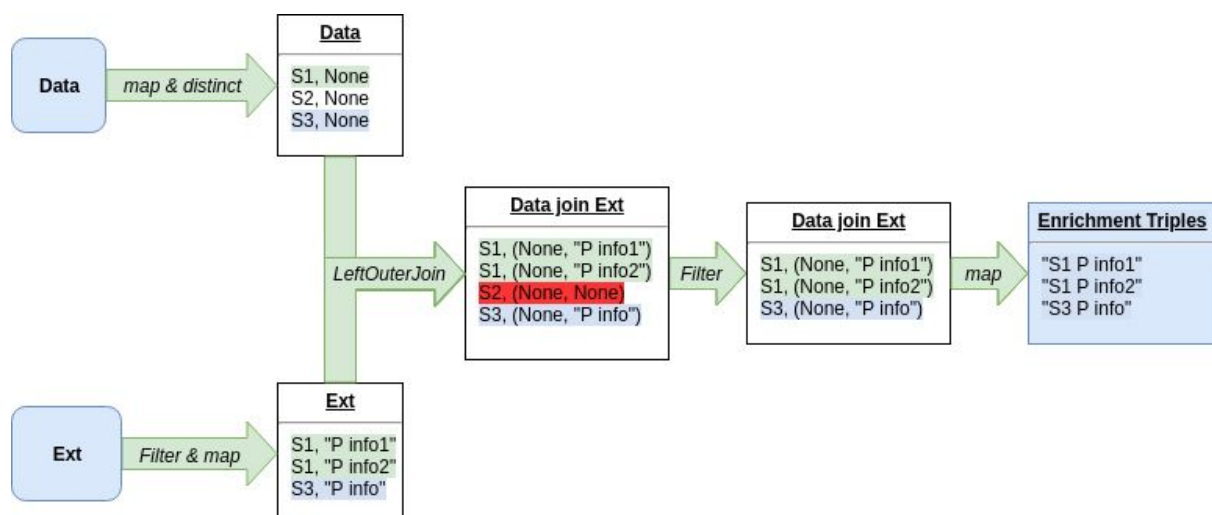 Data
map & distinct
Data
S1, None
S2, None
S3, None
LeftOuterJoin
Data join Ext
S1, (None, "P info1")
S1, (None, "P info2")
S2, (None, None)
S3, (None, "P info")
Filter
Data join Ext
S1, (None, "P info1")
S1, (None, "P info2")
S3, (None, "P info")
map
Enrichment Triples
"S1 P info1"
"S1 P info2"
"S3 P info"
Ext
Filter & map
Ext
S1, "P info1"
S1, "P info2"
S3, "P info"